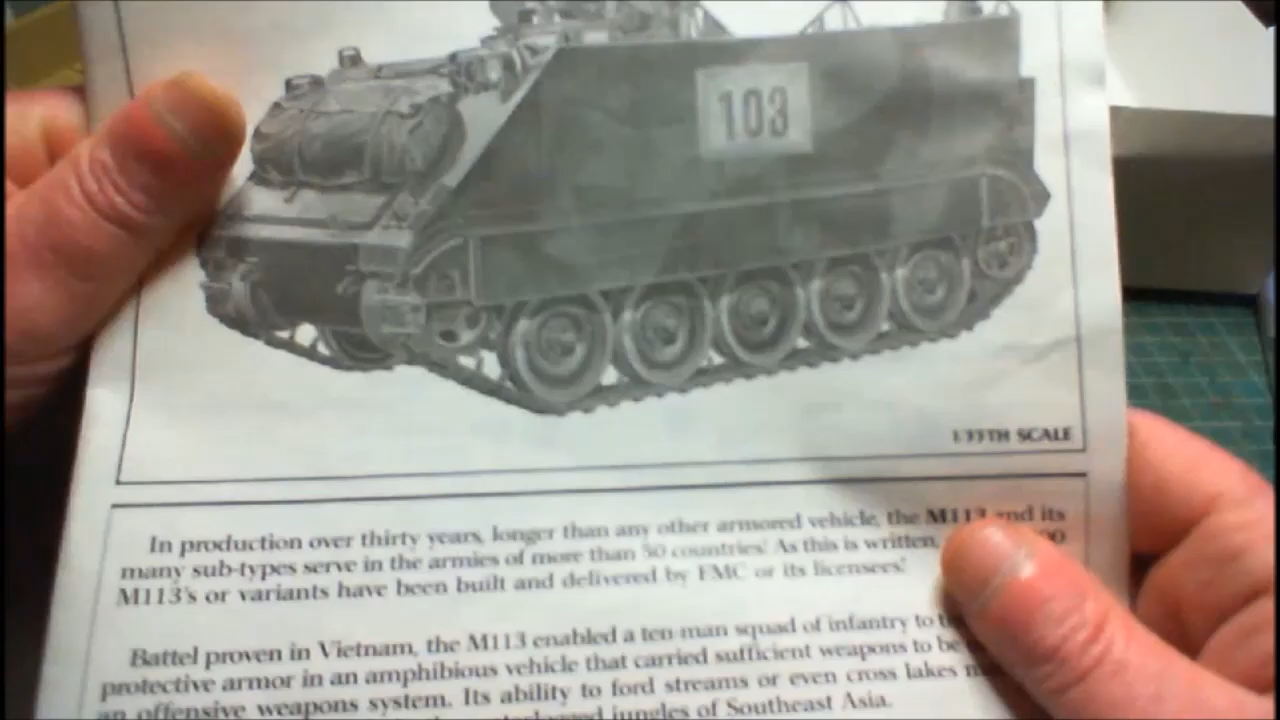 103
1/35TH SCALE
In production over thirty years, longer than any other armored vehicle, the M113 and its
many sub-types serve in the armies of more than 50 countries! As this is written,
M113's or variants have been built and delivered by FMC or its licensees!
Battel proven in Vietnam, the M113 enabled a ten man squad of infantry to
protective armor in an amphibious vehicle that carried sufficient weapons to be
an offensive weapons system. Its ability to ford streams or even cross lakes
jungles of Southeast Asia.